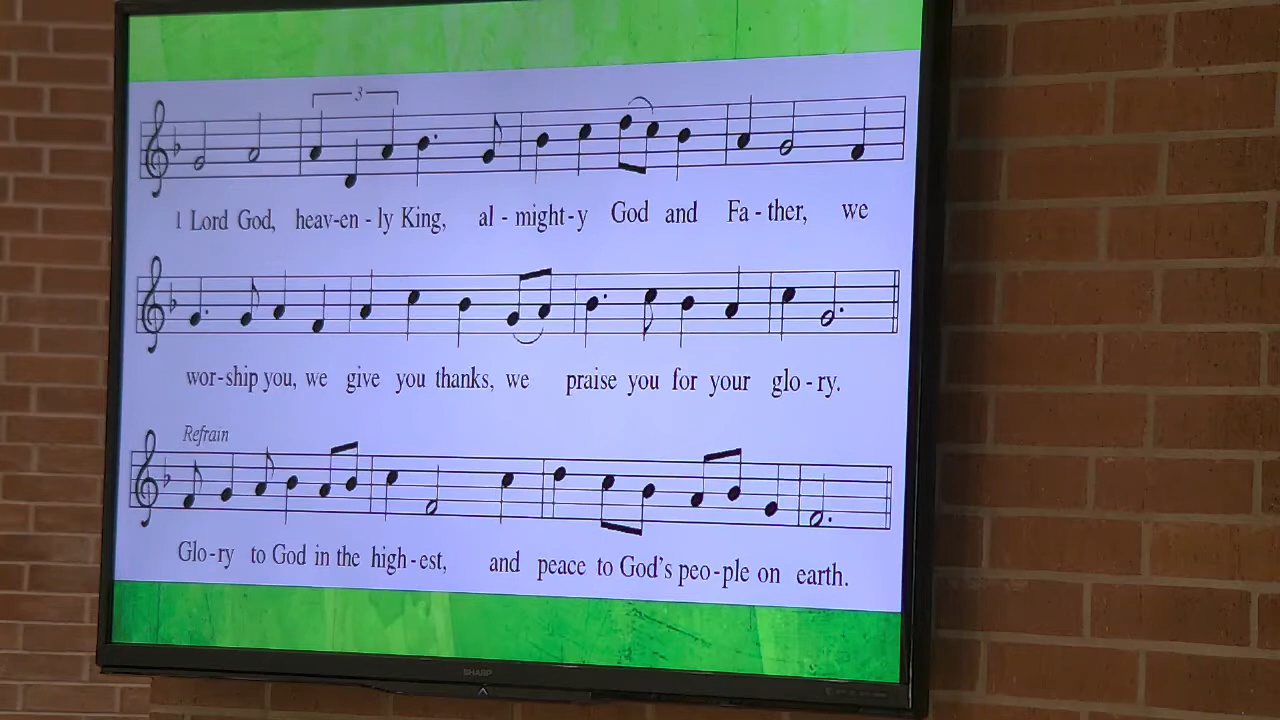 3
1 Lord God, heav-en - ly King, al - might-y God and Fa - ther, we
wor-ship you, we give you thanks, we praise you for your glo - ry.
Refrain
Glo-ry to God in the high-est, and peace to God's peo-ple on earth.
SHARP